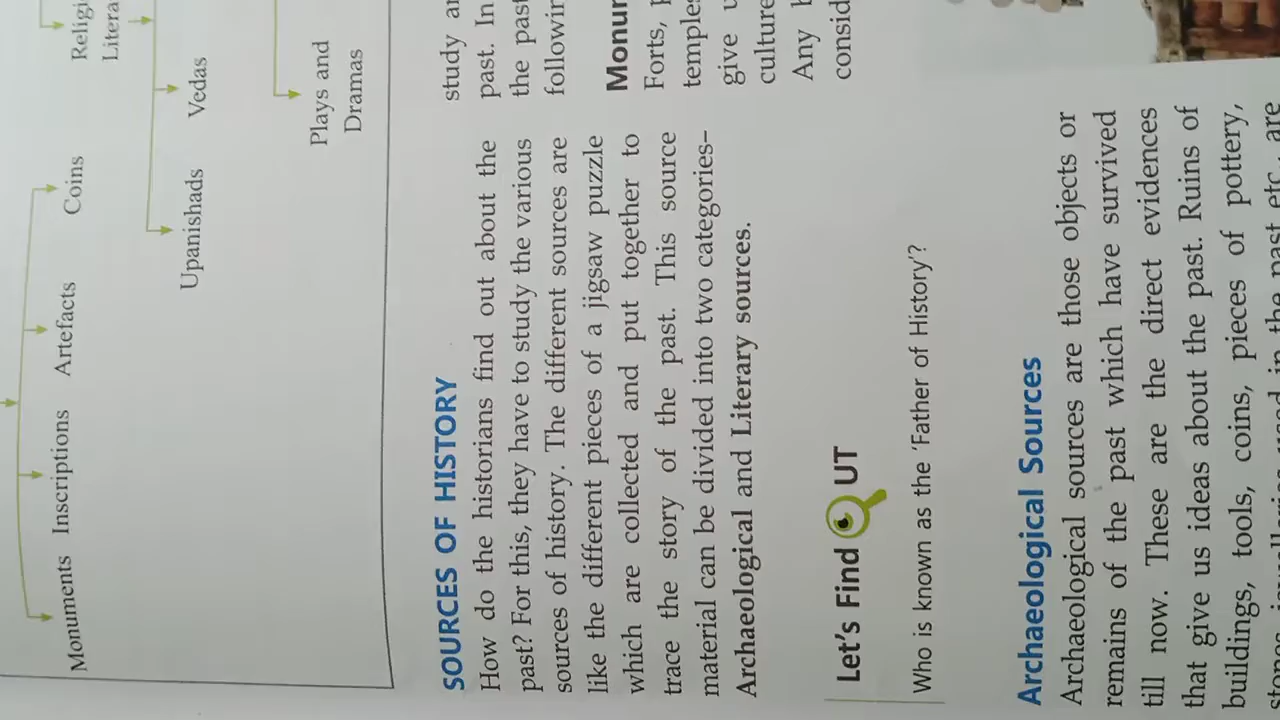 Monuments Inscriptions Artefacts Coins
Upanishads Vedas
Plays and
Dramas
SOURCES OF HISTORY
How do the historians find out about the
past? For this, they have to study the various
sources of history. The different sources are
like the different pieces of a jigsaw puzzle
which are collected and put together to
trace the story of the past. This source
material can be divided into two categories–
Archaeological and Literary sources.
Let's Find OUT
Who is known as the 'Father of History'?
Archaeological Sources
Archaeological sources are those objects or
remains of the past which have survived
till now. These are the direct evidences
that give us ideas about the past. Ruins of
buildings, tools, coins, pieces of pottery,
in the past etc., are
study
past. In
the past
Forts,
give
culture
Any